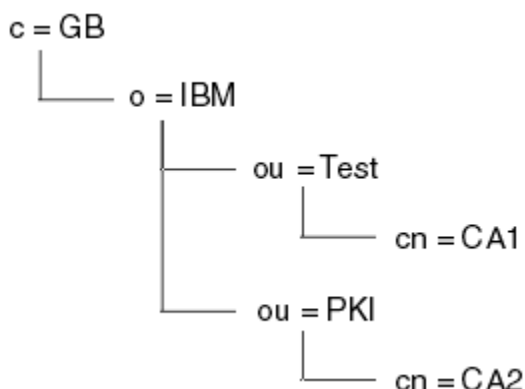 c = GB
o = IBM
ou = Test
cn = CA1
ou = PKI
cn = CA2